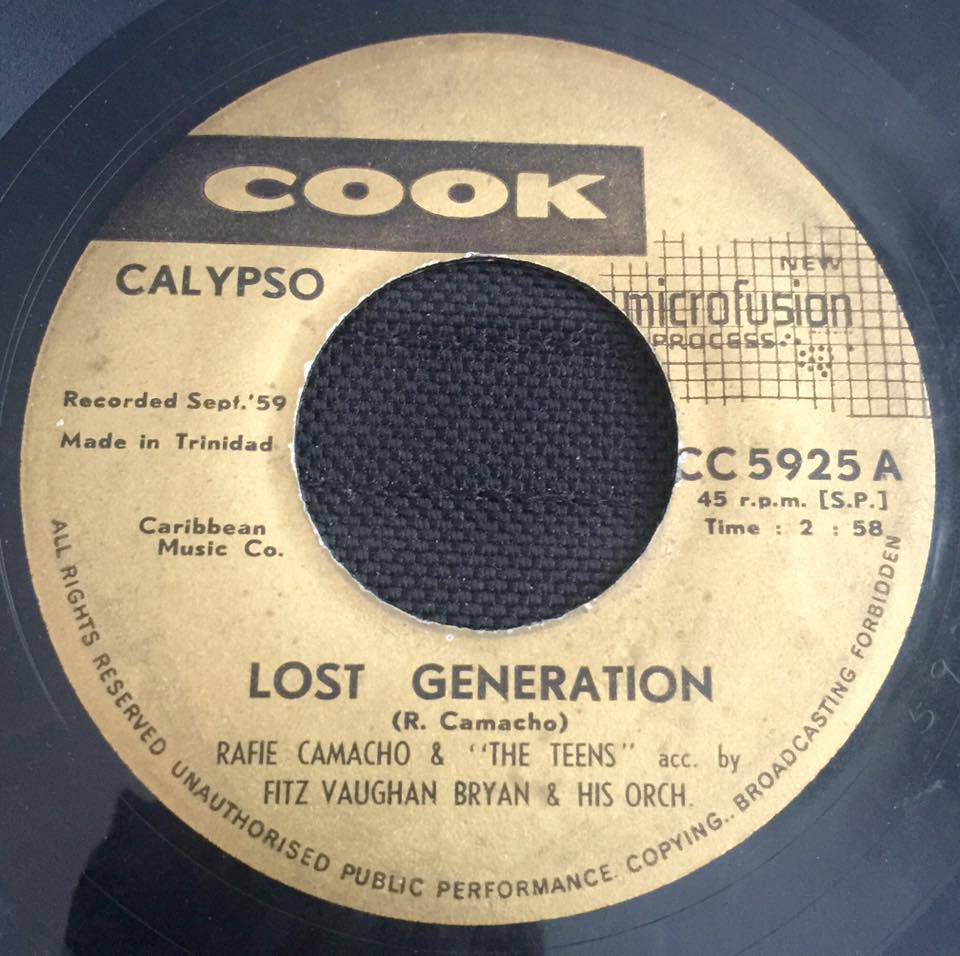 COOK
CALYPSO
NEW
microfusion
PROCESS
Recorded Sept.'59
Made in Trinidad
CC 5925 A
45 r.p.m. [S.P.]
Time : 2 : 58
Caribbean
Music Co.
LOST GENERATION
(R. Camacho)
RAFIE CAMACHO & "THE TEENS" acc. by
FITZ VAUGHAN BRYAN & HIS ORCH.
ALL RIGHTS RESERVED UNAUTHORISED PUBLIC PERFORMANCE. COPYING.. BROADCASTING FORBIDDEN